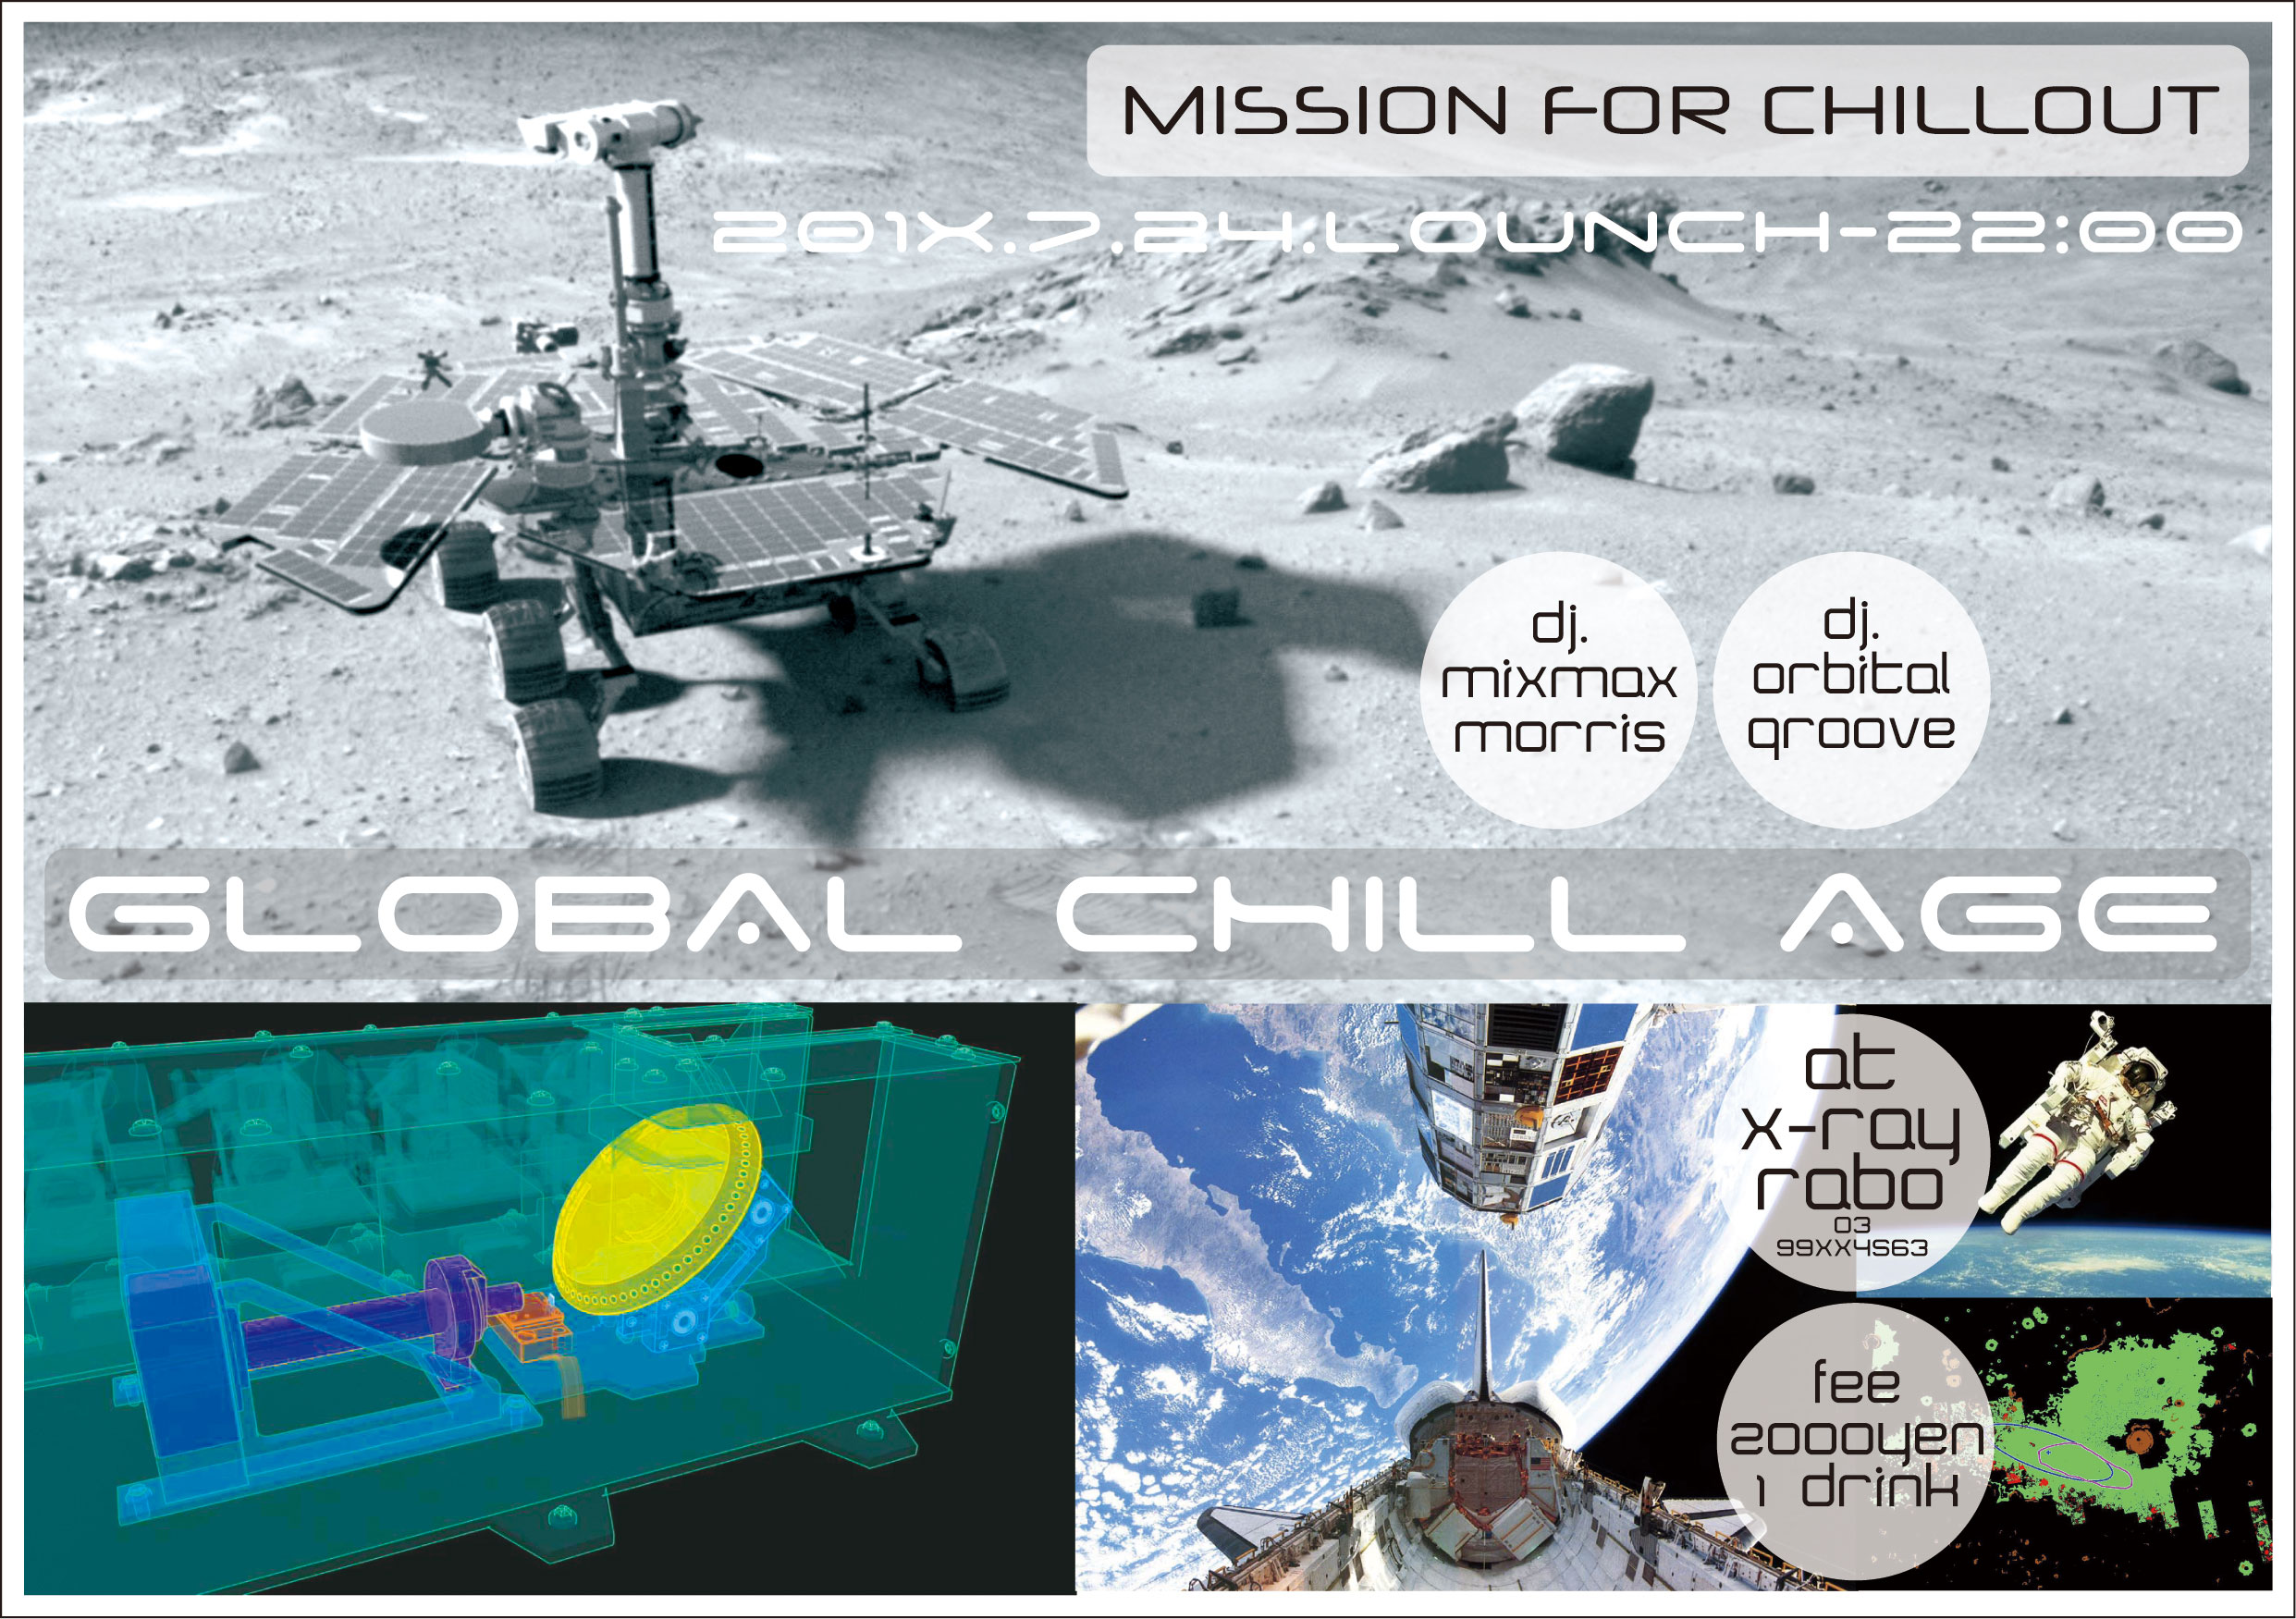 MISSION FOR CHILLOUT
201X.7.24.LOUNCH-22:00
dj.
mixmax
morris
dj.
orbital
groove
GLOBAL CHILL AGE
at
x-ray
rabo
03
99XX4563
fee
2000yen
1 drink